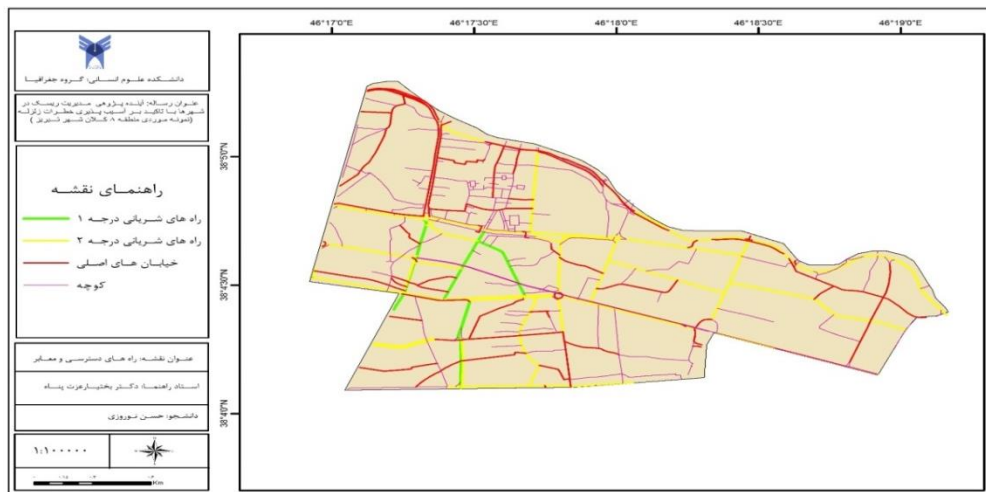 46°17'0"E
46°17'30"E
46°18'0"E
46°18'30"E
46°19'0"E
دانشکده علوم انسانی: گروه جغرافیا
عنوان رساله: آینده پژوهی مدیریت ریسک در
شهرها با تاکید بر آسیب پذیری خطرات زلزله
(نمونه موردی منطقه ۸ کلان شهر تبریز )
راهنمای نقشه
راه های شریانی درجه ۱
راه های شریانی درجه ۲
خیابان های اصلی
کوچه
عنوان نقشه: راه های دسترسی و معابر
استاد راهنما: دکتر بختیار عزت پناه
دانشجو: حسن نوروزی
۱:۱۰۰۰۰۰
Km
38°4'0"N